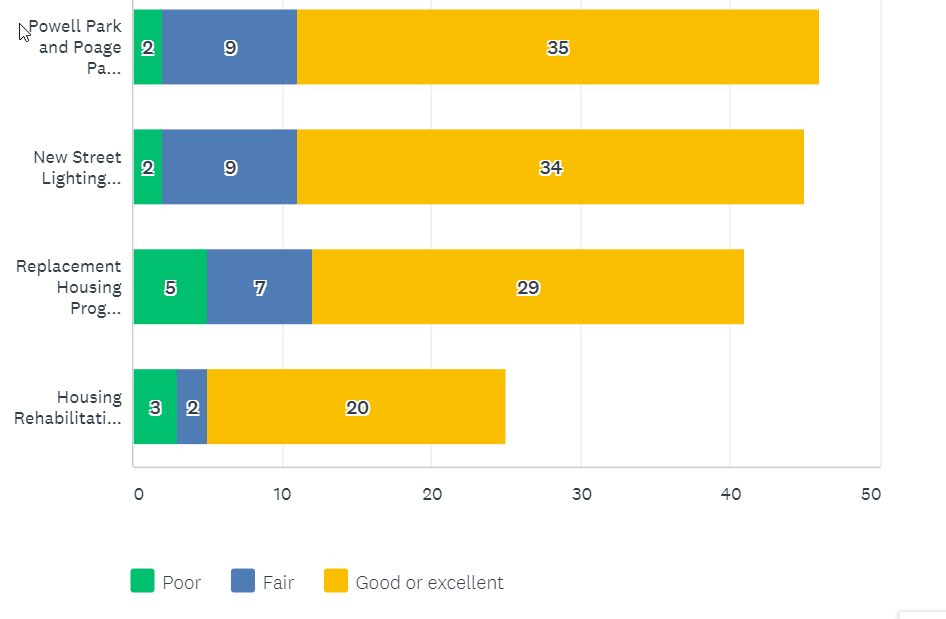 Powell Park
and Poage
Pa...
2 9 35
New Street
Lighting...
2 9 34
Replacement
Housing
Prog...
5 7 29
Housing
Rehabilitati...
3 2 20
0 10 20 30 40 50
Poor Fair Good or excellent